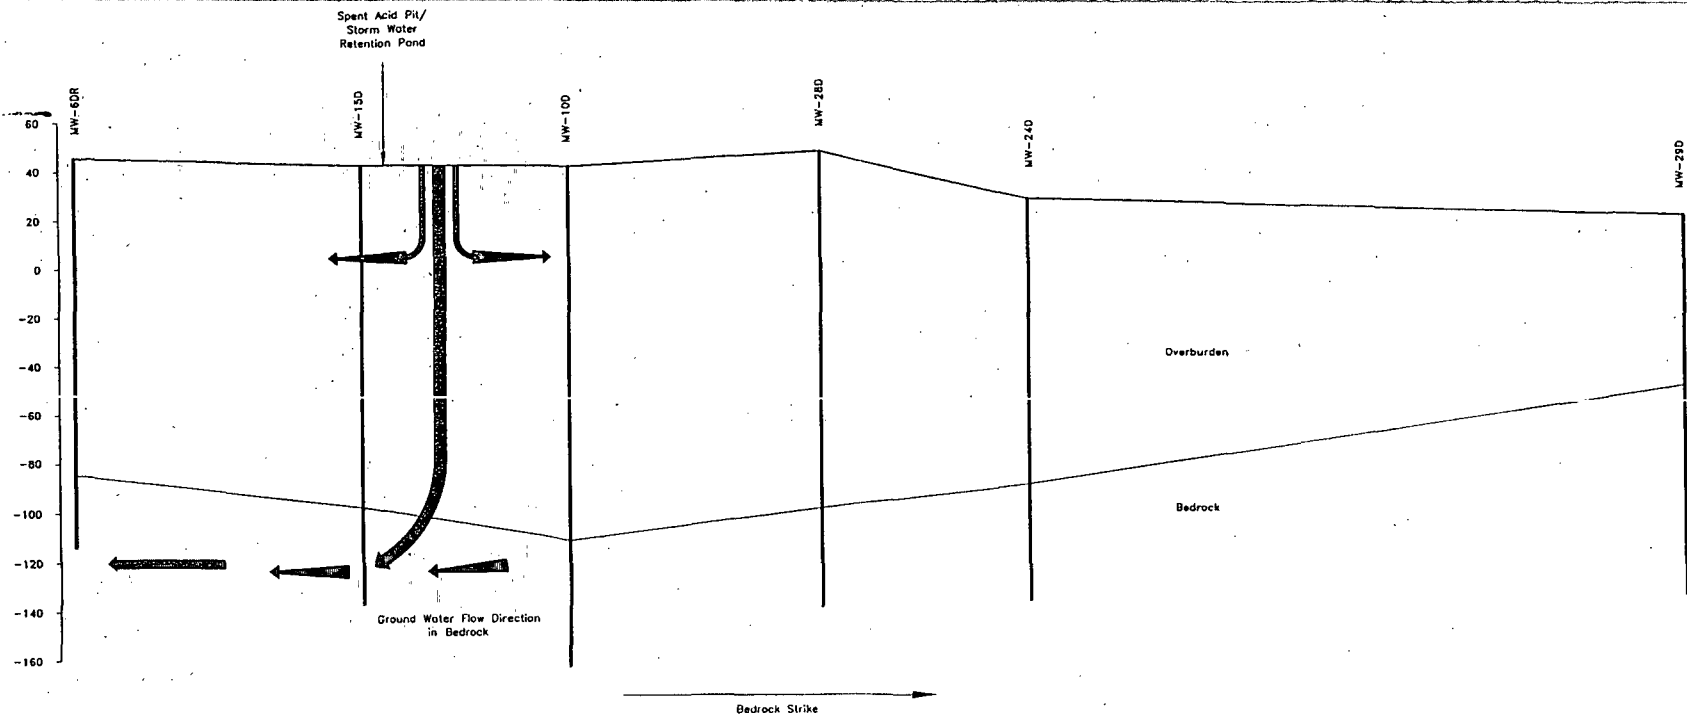 Spent Acid Pit/
Storm Water
Retention Pond
MW-6DR
MW-15D
MW-10D
MW-28D
MW-24D
MW-29D
60
40
20
0
-20
-40
-60
-80
-100
-120
-140
-160
Overburden
Bedrock
Ground Water Flow Direction
in Bedrock
Bedrock Strike